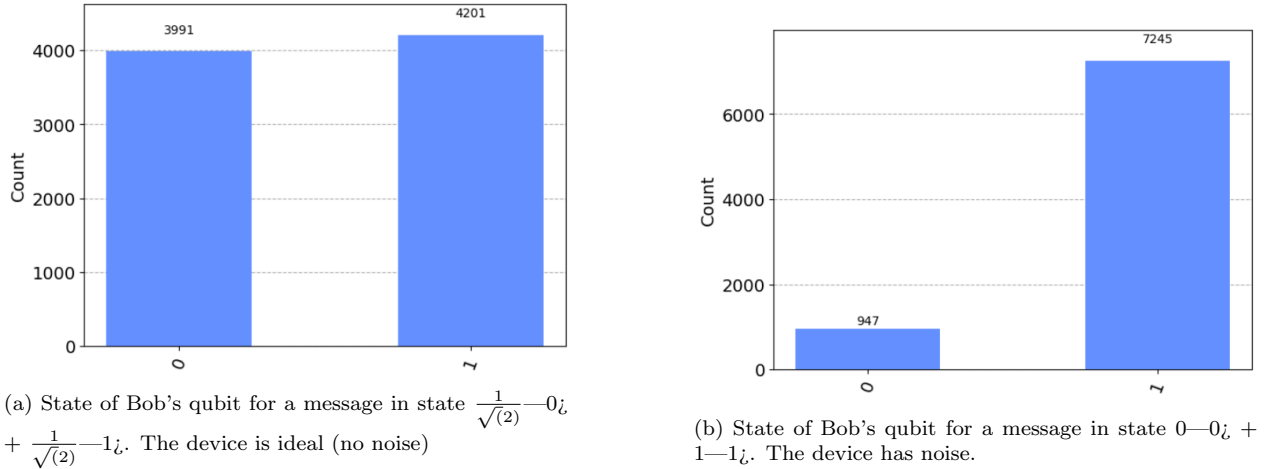 3991
4201
4000
3000
2000
1000
0
Count
0
1
(a) State of Bob's qubit for a message in state 1/√(2)—0¿
+ 1/√(2)—1¿. The device is ideal (no noise)
7245
947
6000
4000
2000
0
Count
0
1
(b) State of Bob's qubit for a message in state 0—0¿ +
1—1¿. The device has noise.